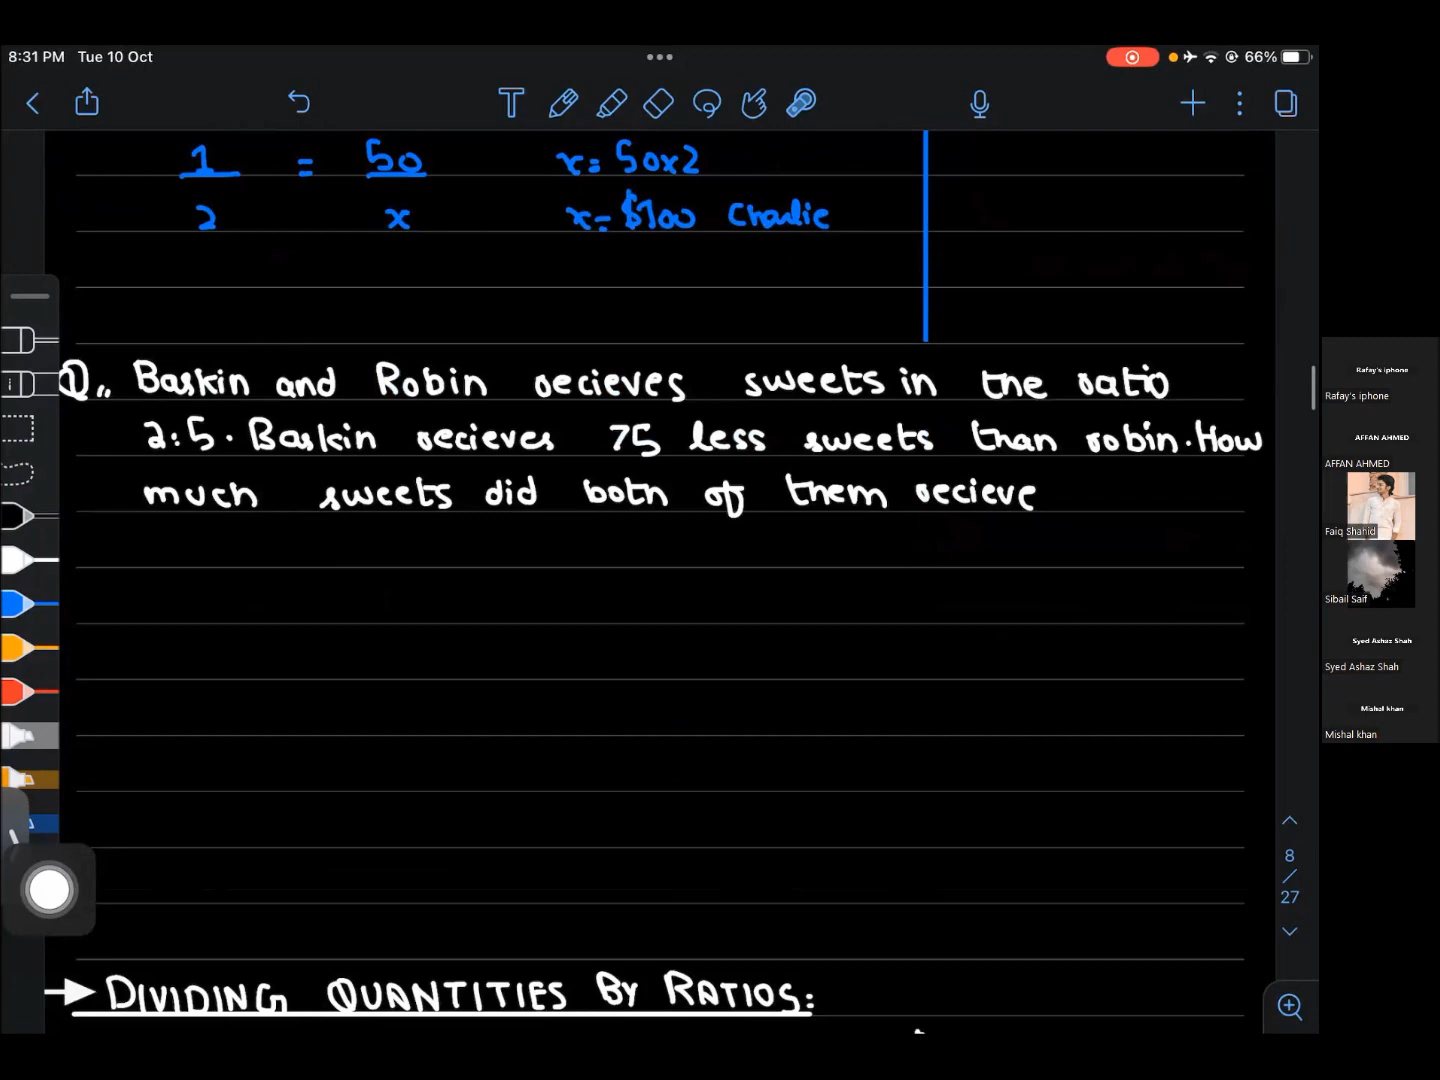 8:31 PM Tue 10 Oct
66%
1 = 50 x= 50x2
2 x x= $100 Charlie
Q,, Baskin and Robin recieves sweets in the ratio
2:5. Baskin recieves 75 less sweets than robin. How
much sweets did both of them recieve
DIVIDING QUANTITIES BY RATIOS:
8
/
27
Rafay's iphone
Rafay's iphone
AFFAN AHMED
AFFAN AHMED
Faiq Shahid
Sibail Saif
Syed Ashaz Shah
Syed Ashaz Shah
Mishal khan
Mishal khan